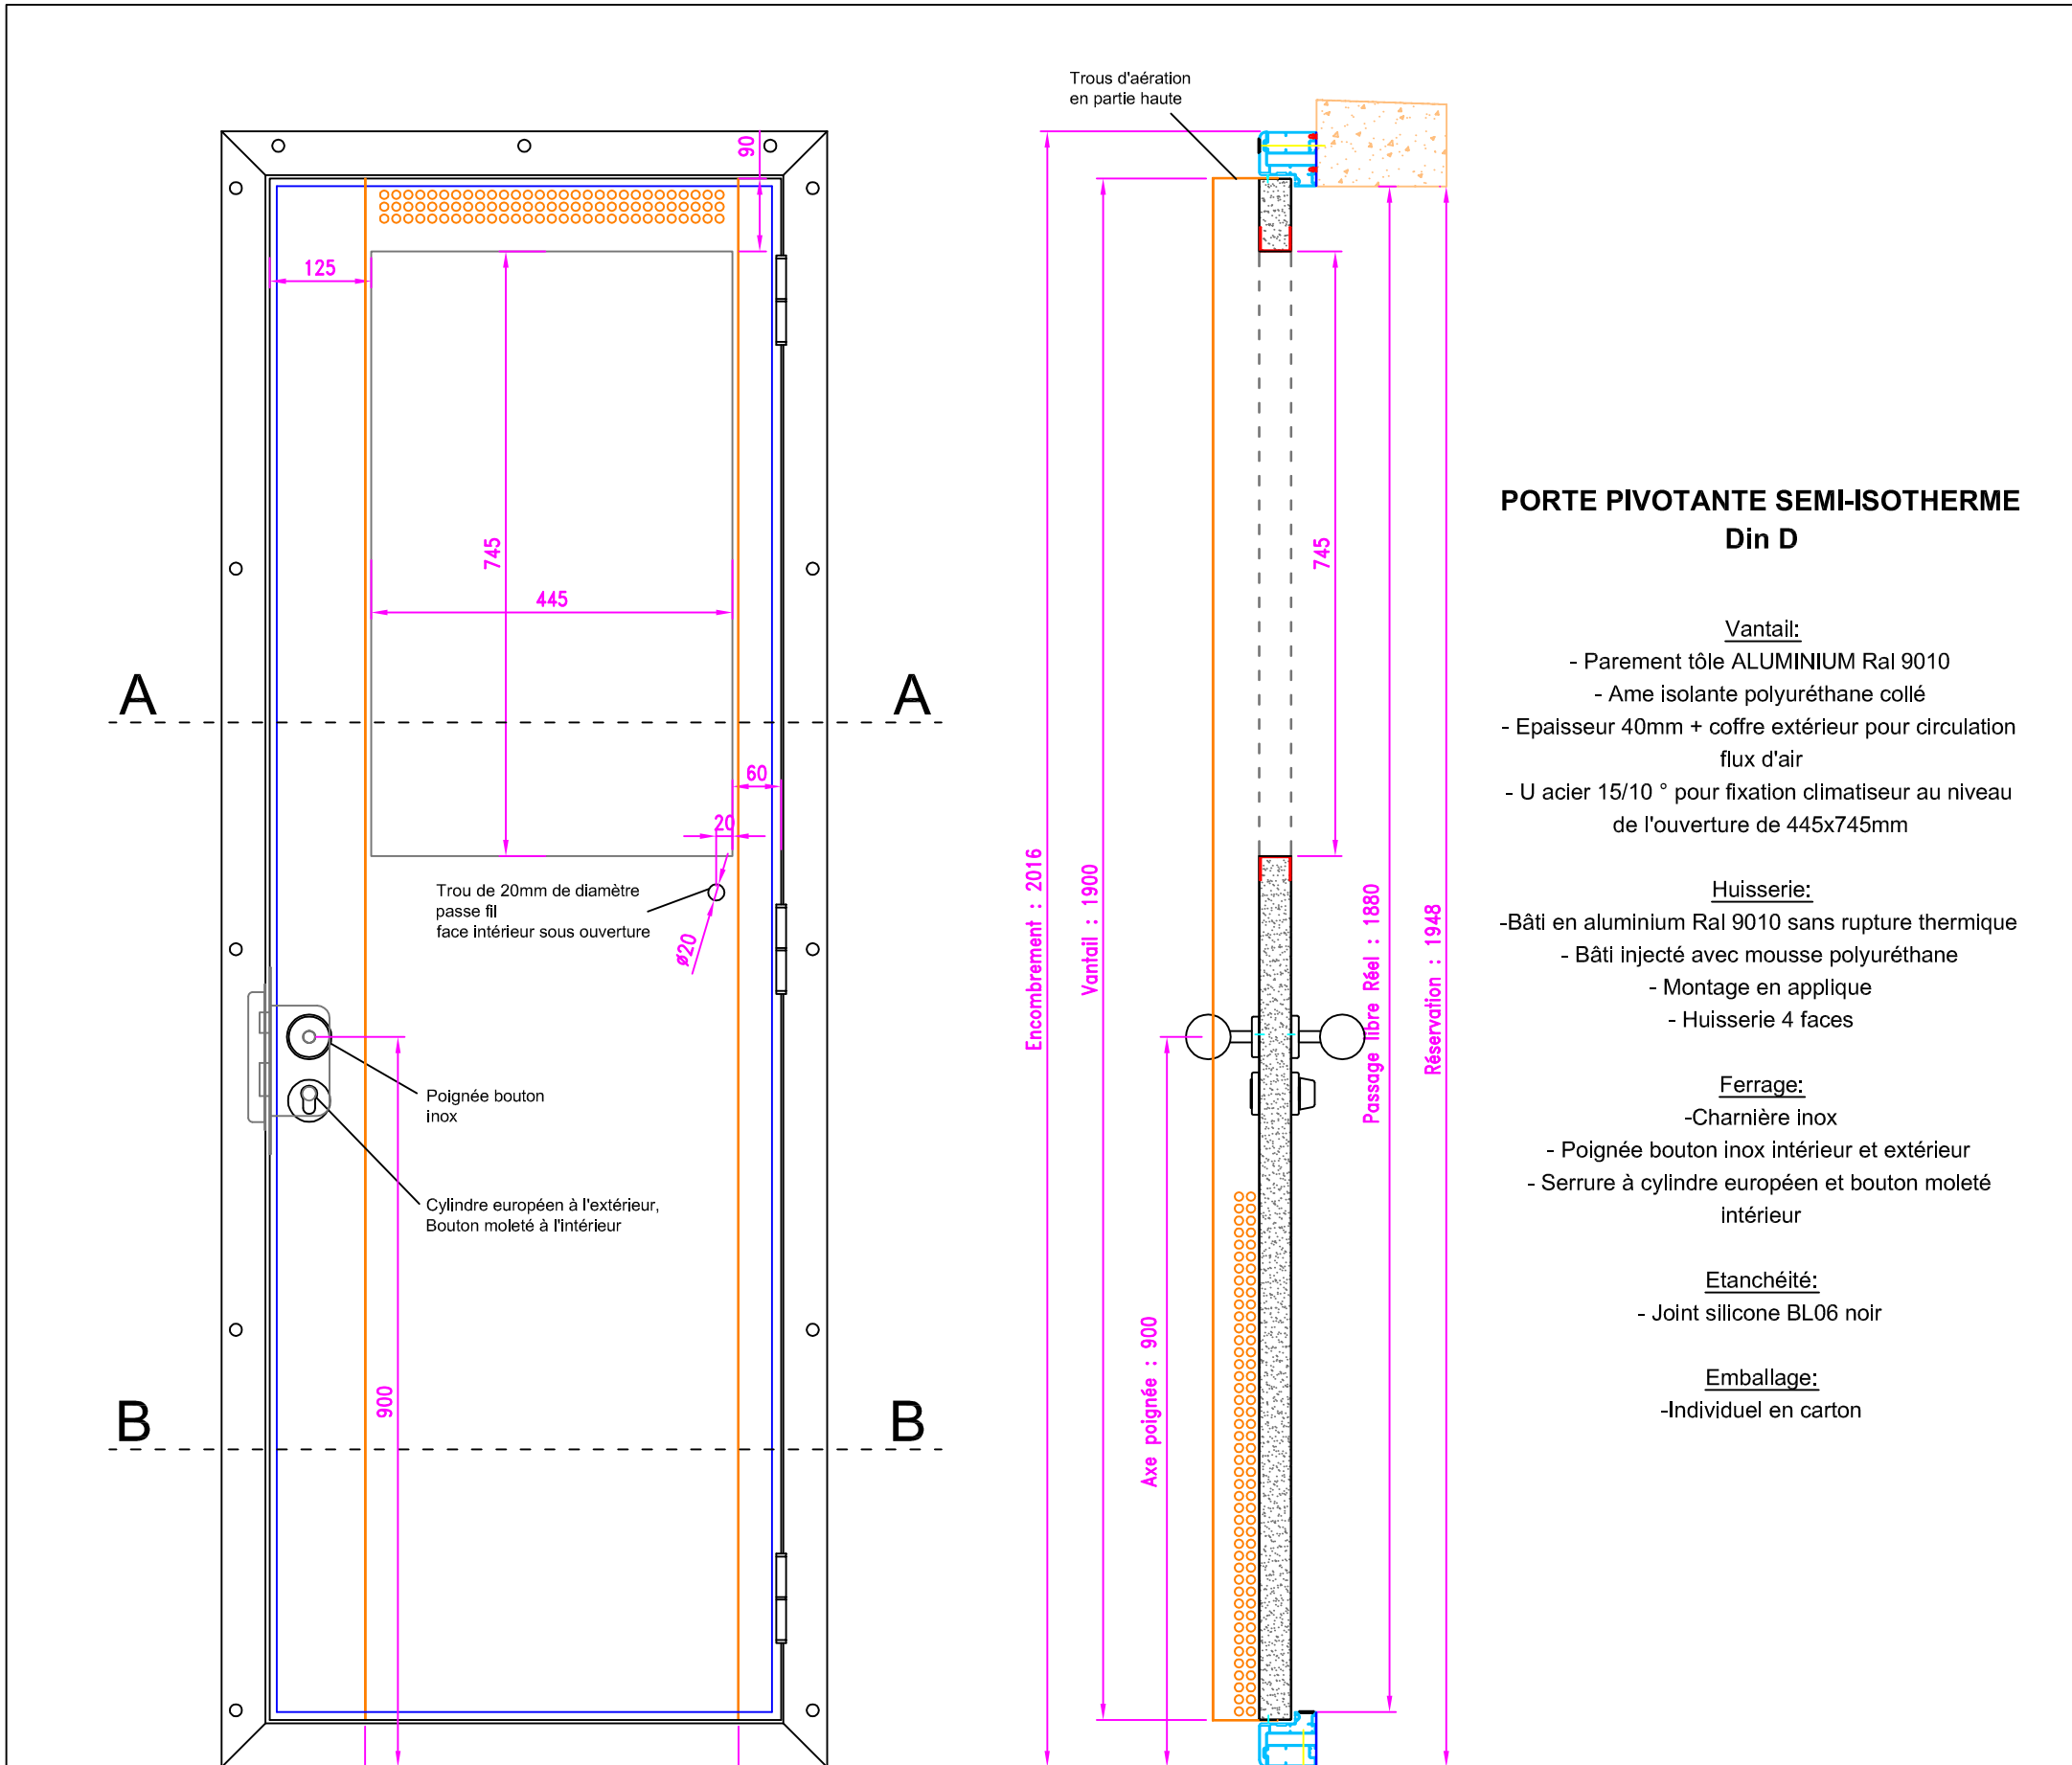 Trous d'aération
en partie haute
90
125
745
445
A
A
60
20
Trou de 20mm de diamètre
passe fil
face intérieur sous ouverture
ø20
Poignée bouton
inox
Cylindre européen à l'extérieur,
Bouton moleté à l'intérieur
900
B
B
Encombrement : 2016
Vantail : 1900
Axe poignée : 900
745
Passage libre Réel : 1880
Réservation : 1948
PORTE PIVOTANTE SEMI-ISOTHERME
Din D
Vantail:
- Parement tôle ALUMINIUM Ral 9010
- Ame isolante polyuréthane collé
- Epaisseur 40mm + coffre extérieur pour circulation
flux d'air
- U acier 15/10 ° pour fixation climatiseur au niveau
de l'ouverture de 445x745mm
Huisserie:
-Bâti en aluminium Ral 9010 sans rupture thermique
- Bâti injecté avec mousse polyuréthane
- Montage en applique
- Huisserie 4 faces
Ferrage:
-Charnière inox
- Poignée bouton inox intérieur et extérieur
- Serrure à cylindre européen et bouton moleté
intérieur
Etanchéité:
- Joint silicone BL06 noir
Emballage:
-Individuel en carton